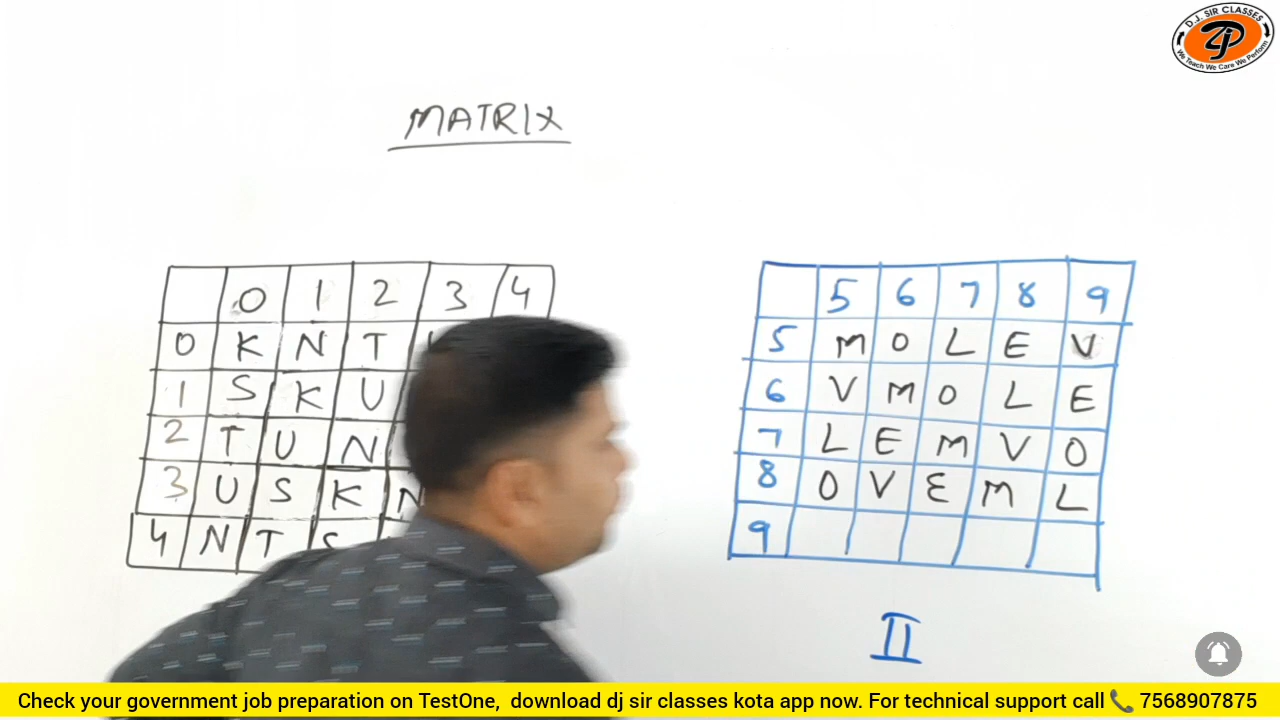 D.J. SIR CLASSES
We Teach We Care We Perform
MATRIX
0 1 2 3 4
0 K N T
1 S K U
2 T U N
3 U S K N
4 N T S
5 6 7 8 9
5 M O L E V
6 V M O L E
7 L E M V O
8 O V E M L
9
II
Check your government job preparation on TestOne, download dj sir classes kota app now. For technical support call 7568907875